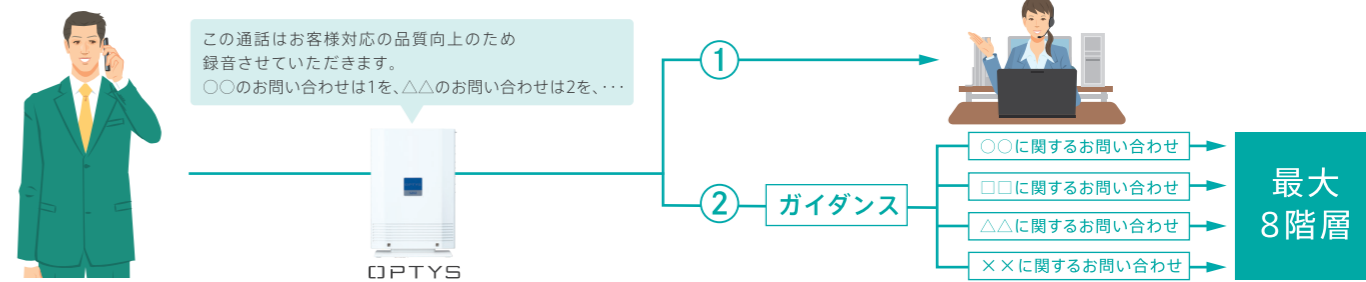 この通話はお客様対応の品質向上のため
録音させていただきます。
○○のお問い合わせは1を、△△のお問い合わせは2を、・・・
OPTYS
①
②
ガイダンス
○○に関するお問い合わせ
□□に関するお問い合わせ
△△に関するお問い合わせ
××に関するお問い合わせ
最大
8階層